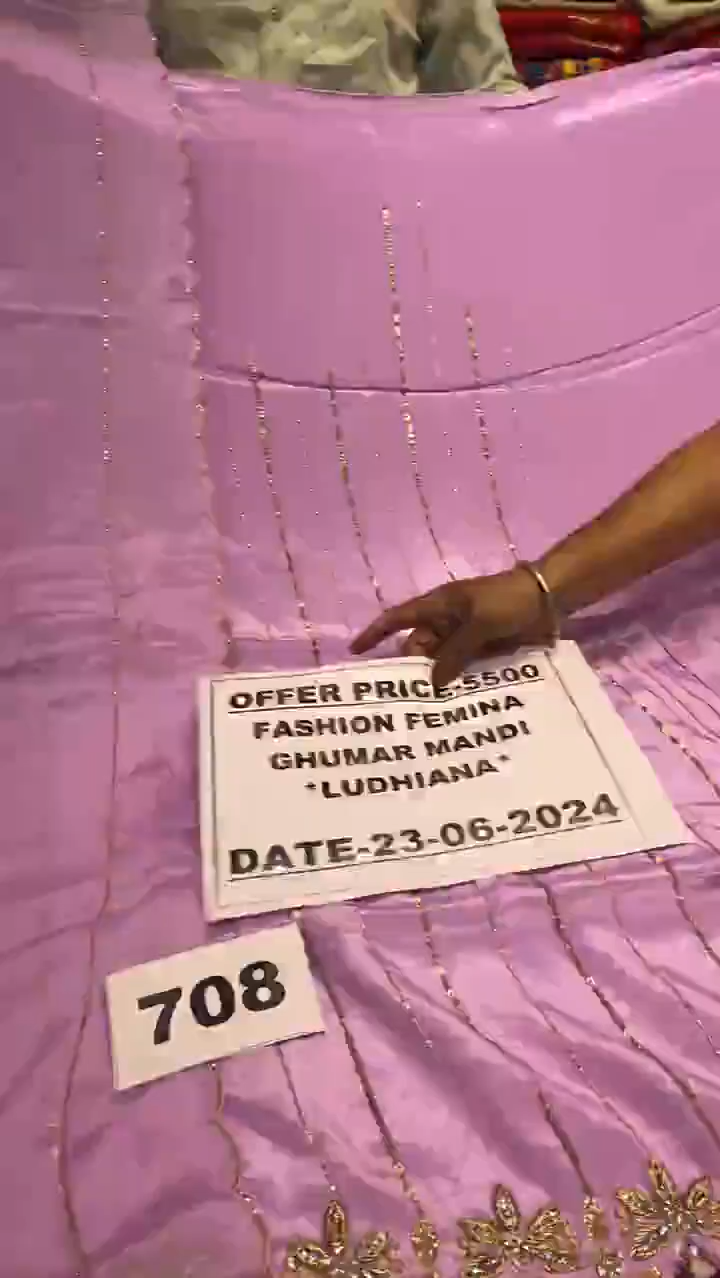 OFFER PRICE-5500
FASHION FEMINA
GHUMAR MANDI
*LUDHIANA*
DATE-23-06-2024
708